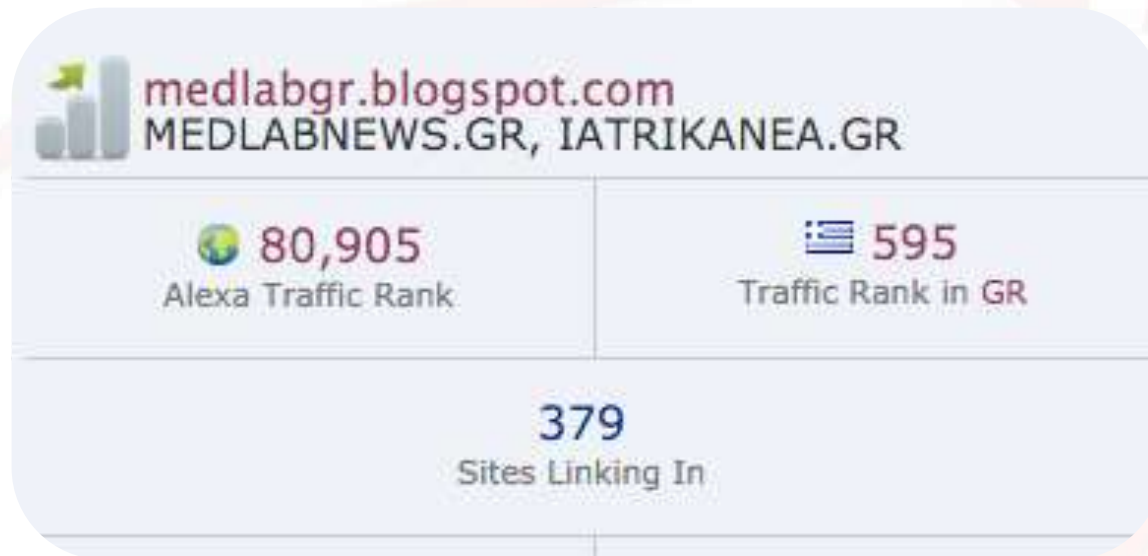 medlabgr.blogspot.com
MEDLABNEWS.GR, IATRIKANEA.GR
80,905
Alexa Traffic Rank
595
Traffic Rank in GR
379
Sites Linking In